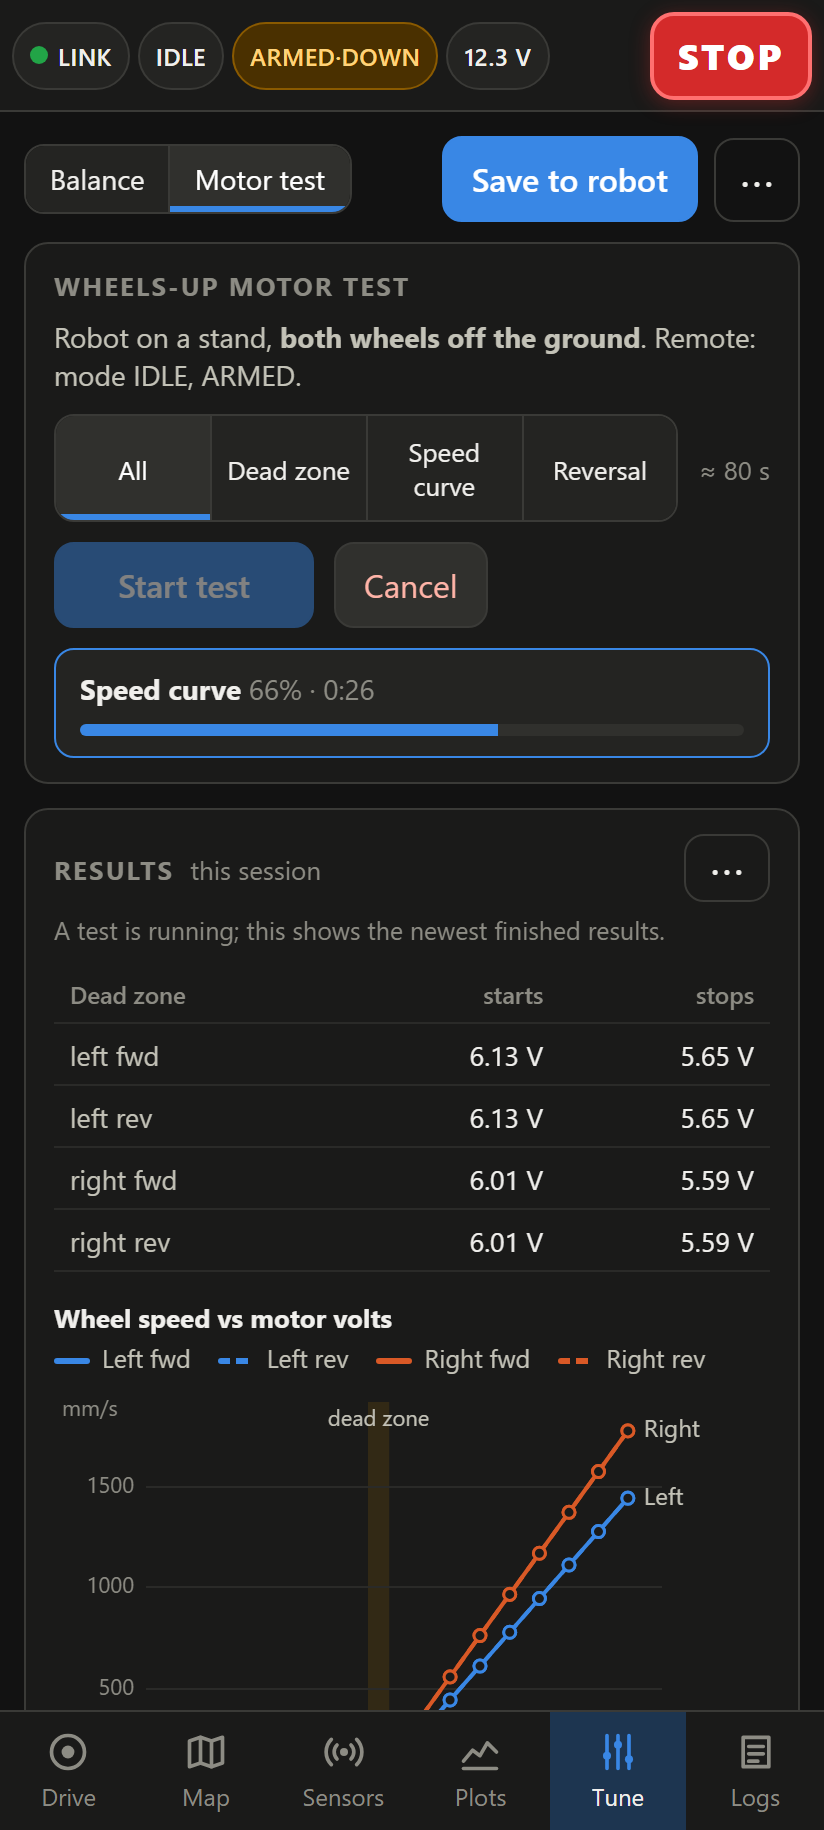 LINK IDLE ARMED·DOWN 12.3 V STOP
Balance Motor test Save to robot ...
WHEELS-UP MOTOR TEST
Robot on a stand, both wheels off the ground. Remote:
mode IDLE, ARMED.
All Dead zone Speed curve Reversal ≈ 80 s
Start test Cancel
Speed curve 66% · 0:26
RESULTS this session ...
A test is running; this shows the newest finished results.
Dead zone starts stops
left fwd 6.13 V 5.65 V
left rev 6.13 V 5.65 V
right fwd 6.01 V 5.59 V
right rev 6.01 V 5.59 V
Wheel speed vs motor volts
Left fwd Left rev Right fwd Right rev
mm/s
dead zone
Right
1500
Left
1000
500
Drive Map Sensors Plots Tune Logs